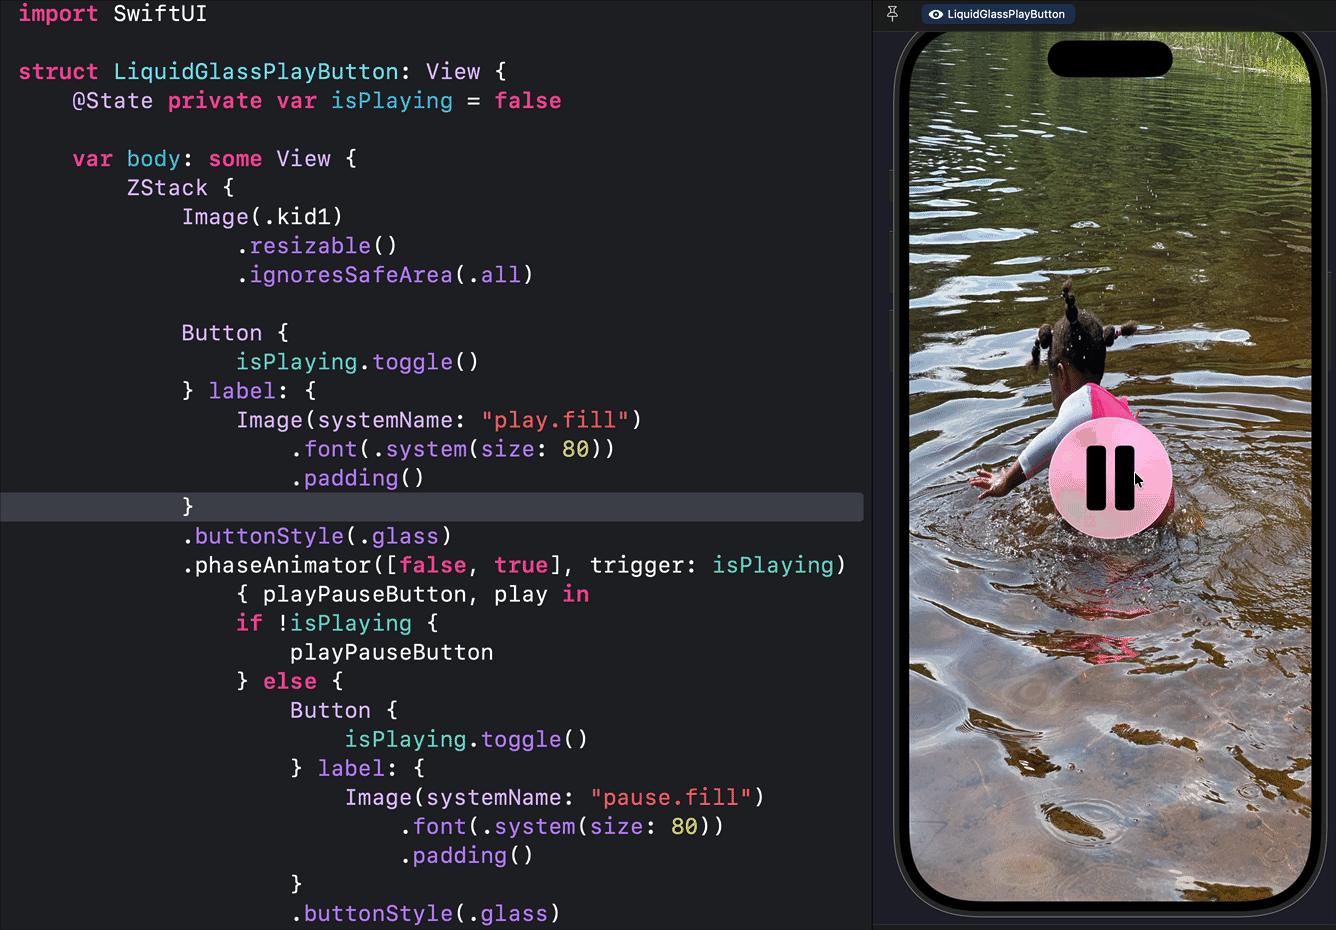 import SwiftUI
struct LiquidGlassPlayButton: View {
@State private var isPlaying = false
var body: some View {
ZStack {
Image(.kid1)
.resizable()
.ignoresSafeArea(.all)
Button {
isPlaying.toggle()
} label: {
Image(systemName: "play.fill")
.font(.system(size: 80))
.padding()
}
.buttonStyle(.glass)
.phaseAnimator([false, true], trigger: isPlaying)
{ playPauseButton, play in
if !isPlaying {
playPauseButton
} else {
Button {
isPlaying.toggle()
} label: {
Image(systemName: "pause.fill")
.font(.system(size: 80))
.padding()
}
.buttonStyle(.glass)
LiquidGlassPlayButton